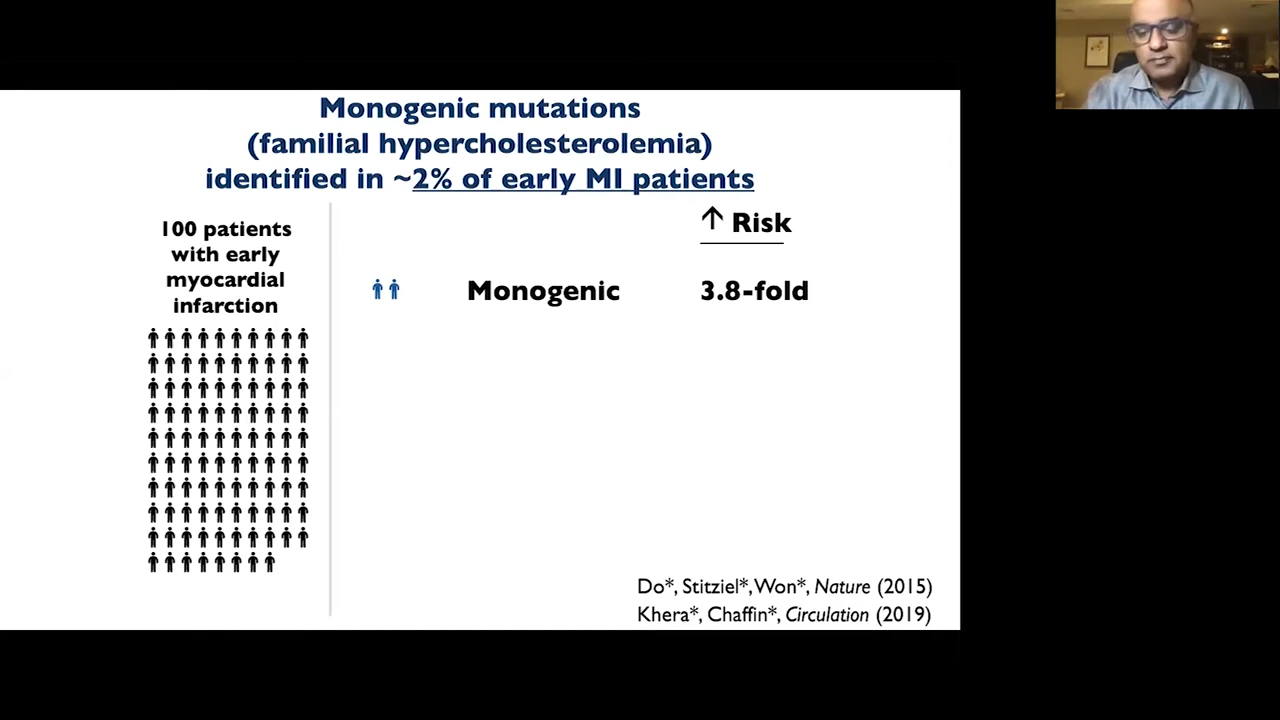 Monogenic mutations
(familial hypercholesterolemia)
identified in ~2% of early MI patients
100 patients
with early
myocardial
infarction
↑ Risk
Monogenic 3.8-fold
Do*, Stitziel*, Won*, Nature (2015)
Khera*, Chaffin*, Circulation (2019)